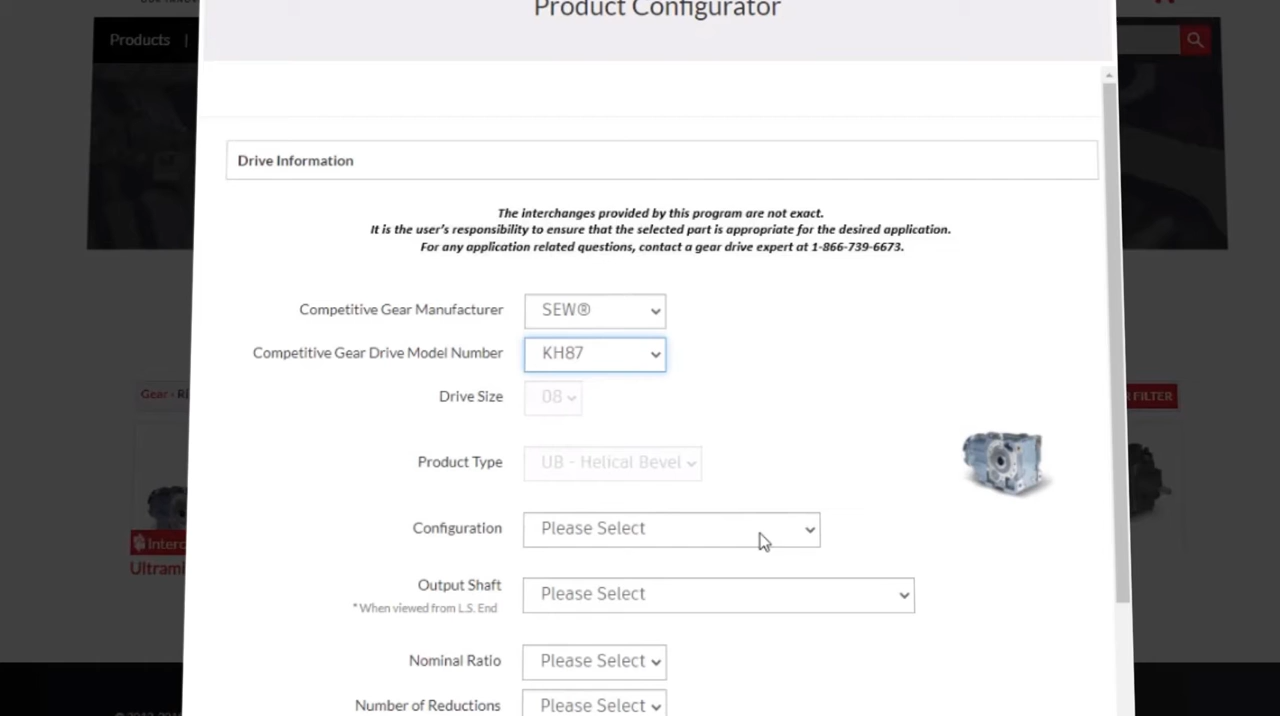 Product Configurator
Products |
Drive Information
The interchanges provided by this program are not exact.
It is the user's responsibility to ensure that the selected part is appropriate for the desired application.
For any application related questions, contact a gear drive expert at 1-866-739-6673.
Competitive Gear Manufacturer SEW®
Competitive Gear Drive Model Number KH87
Drive Size 08
Gear - 
FILTER
Product Type UB - Helical Bevel
Configuration Please Select
Interc
Ultrami
Output Shaft Please Select
* When viewed from L.S. End
Nominal Ratio Please Select
Number of Reductions Please Select